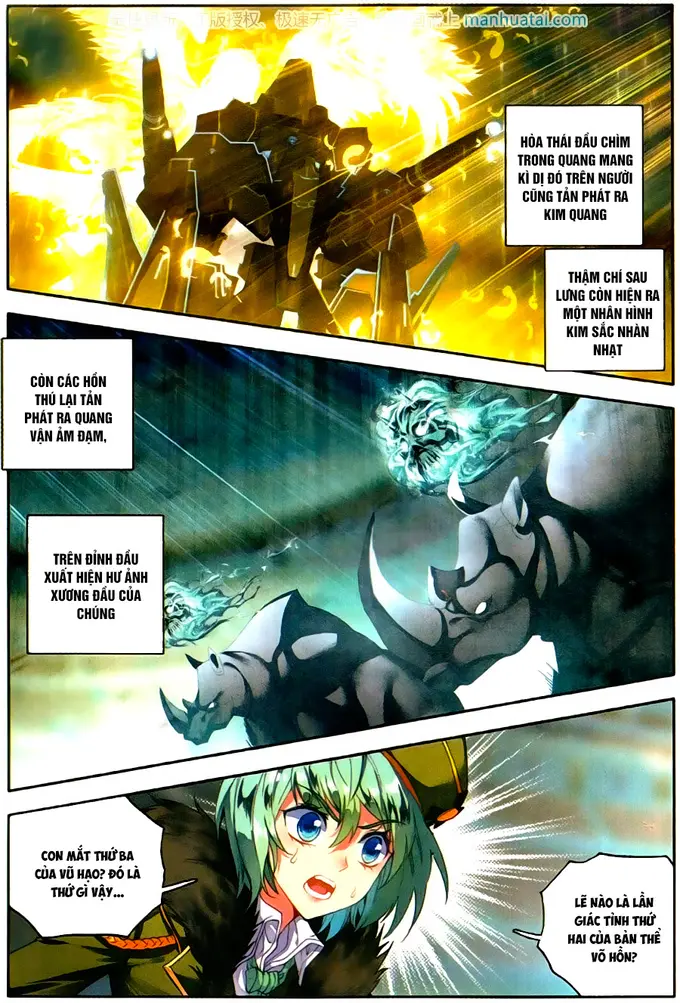 manhuatai.com
HỎA THÁI ĐẦU CHÌM
TRONG QUANG MANG
KÌ DỊ ĐÓ TRÊN NGƯỜI
CŨNG TẢN PHÁT RA
KIM QUANG
THẬM CHÍ SAU
LƯNG CÒN HIỆN RA
MỘT NHÂN HÌNH
KIM SẮC NHÀN
NHẠT
CÒN CÁC HỒN
THÚ LẠI TẢN
PHÁT RA QUANG
VẬN ẢM ĐẠM,
TRÊN ĐỈNH ĐẦU
XUẤT HIỆN HƯ ẢNH
XƯƠNG ĐẦU CỦA
CHÚNG
CON MẮT THỨ BA
CỦA VŨ HẠO? ĐÓ LÀ
THỨ GÌ VẬY...
LẼ NÀO LÀ LẦN
GIÁC TỈNH THỨ
HAI CỦA BẢN THỂ
VÕ HỒN?